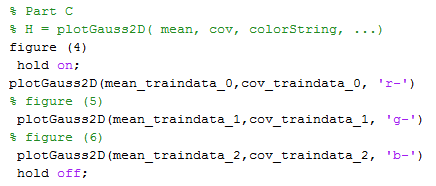 % Part C
% H = plotGauss2D( mean, cov, colorString, ...)
figure (4)
hold on;
plotGauss2D(mean_traindata_0,cov_traindata_0, 'r-')
% figure (5)
plotGauss2D(mean_traindata_1,cov_traindata_1, 'g-')
% figure (6)
plotGauss2D(mean_traindata_2,cov_traindata_2, 'b-')
hold off;